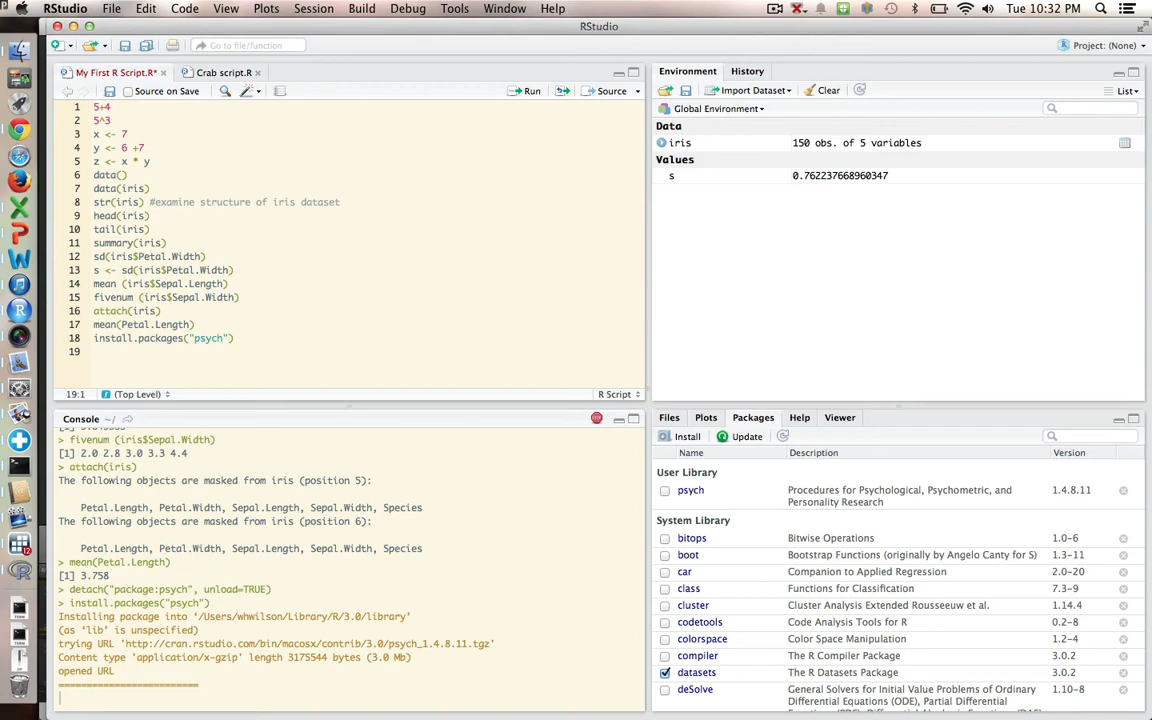 RStudio File Edit Code View Plots Session Build Debug Tools Window Help Tue 10:32 PM
RStudio
Go to file/function Project: (None)
My First R Script.R* Crab script.R
Source on Save Run Source
1 5+4
2 5^3
3 x <- 7
4 y <- 6 +7
5 z <- x * y
6 data()
7 data(iris)
8 str(iris) #examine structure of iris dataset
9 head(iris)
10 tail(iris)
11 summary(iris)
12 sd(iris$Petal.Width)
13 s <- sd(iris$Petal.Width)
14 mean (iris$Sepal.Length)
15 fivenum (iris$Sepal.Width)
16 attach(iris)
17 mean(Petal.Length)
18 install.packages("psych")
19
19:1 (Top Level) R Script
Console ~/
> fivenum (iris$Sepal.Width)
[1] 2.0 2.8 3.0 3.3 4.4
> attach(iris)
The following objects are masked from iris (position 5):
Petal.Length, Petal.Width, Sepal.Length, Sepal.Width, Species
The following objects are masked from iris (position 6):
Petal.Length, Petal.Width, Sepal.Length, Sepal.Width, Species
> mean(Petal.Length)
[1] 3.758
> detach("package:psych", unload=TRUE)
> install.packages("psych")
Installing package into ‘/Users/whwilson/Library/R/3.0/library’
(as ‘lib’ is unspecified)
trying URL 'http://cran.rstudio.com/bin/macosx/contrib/3.0/psych_1.4.8.11.tgz'
Content type 'application/x-gzip' length 3175544 bytes (3.0 Mb)
opened URL
==========================
Environment History
Import Dataset Clear List
Global Environment
Data
iris 150 obs. of 5 variables
Values
s 0.762237668960347
Files Plots Packages Help Viewer
Install Update
Name Description Version
User Library
psych Procedures for Psychological, Psychometric, and 1.4.8.11
Personality Research
System Library
bitops Bitwise Operations 1.0-6
boot Bootstrap Functions (originally by Angelo Canty for S) 1.3-11
car Companion to Applied Regression 2.0-20
class Functions for Classification 7.3-9
cluster Cluster Analysis Extended Rousseeuw et al. 1.14.4
codetools Code Analysis Tools for R 0.2-8
colorspace Color Space Manipulation 1.2-4
compiler The R Compiler Package 3.0.2
datasets The R Datasets Package 3.0.2
deSolve General Solvers for Initial Value Problems of Ordinary 1.10-8
Differential Equations (ODE), Partial Differential